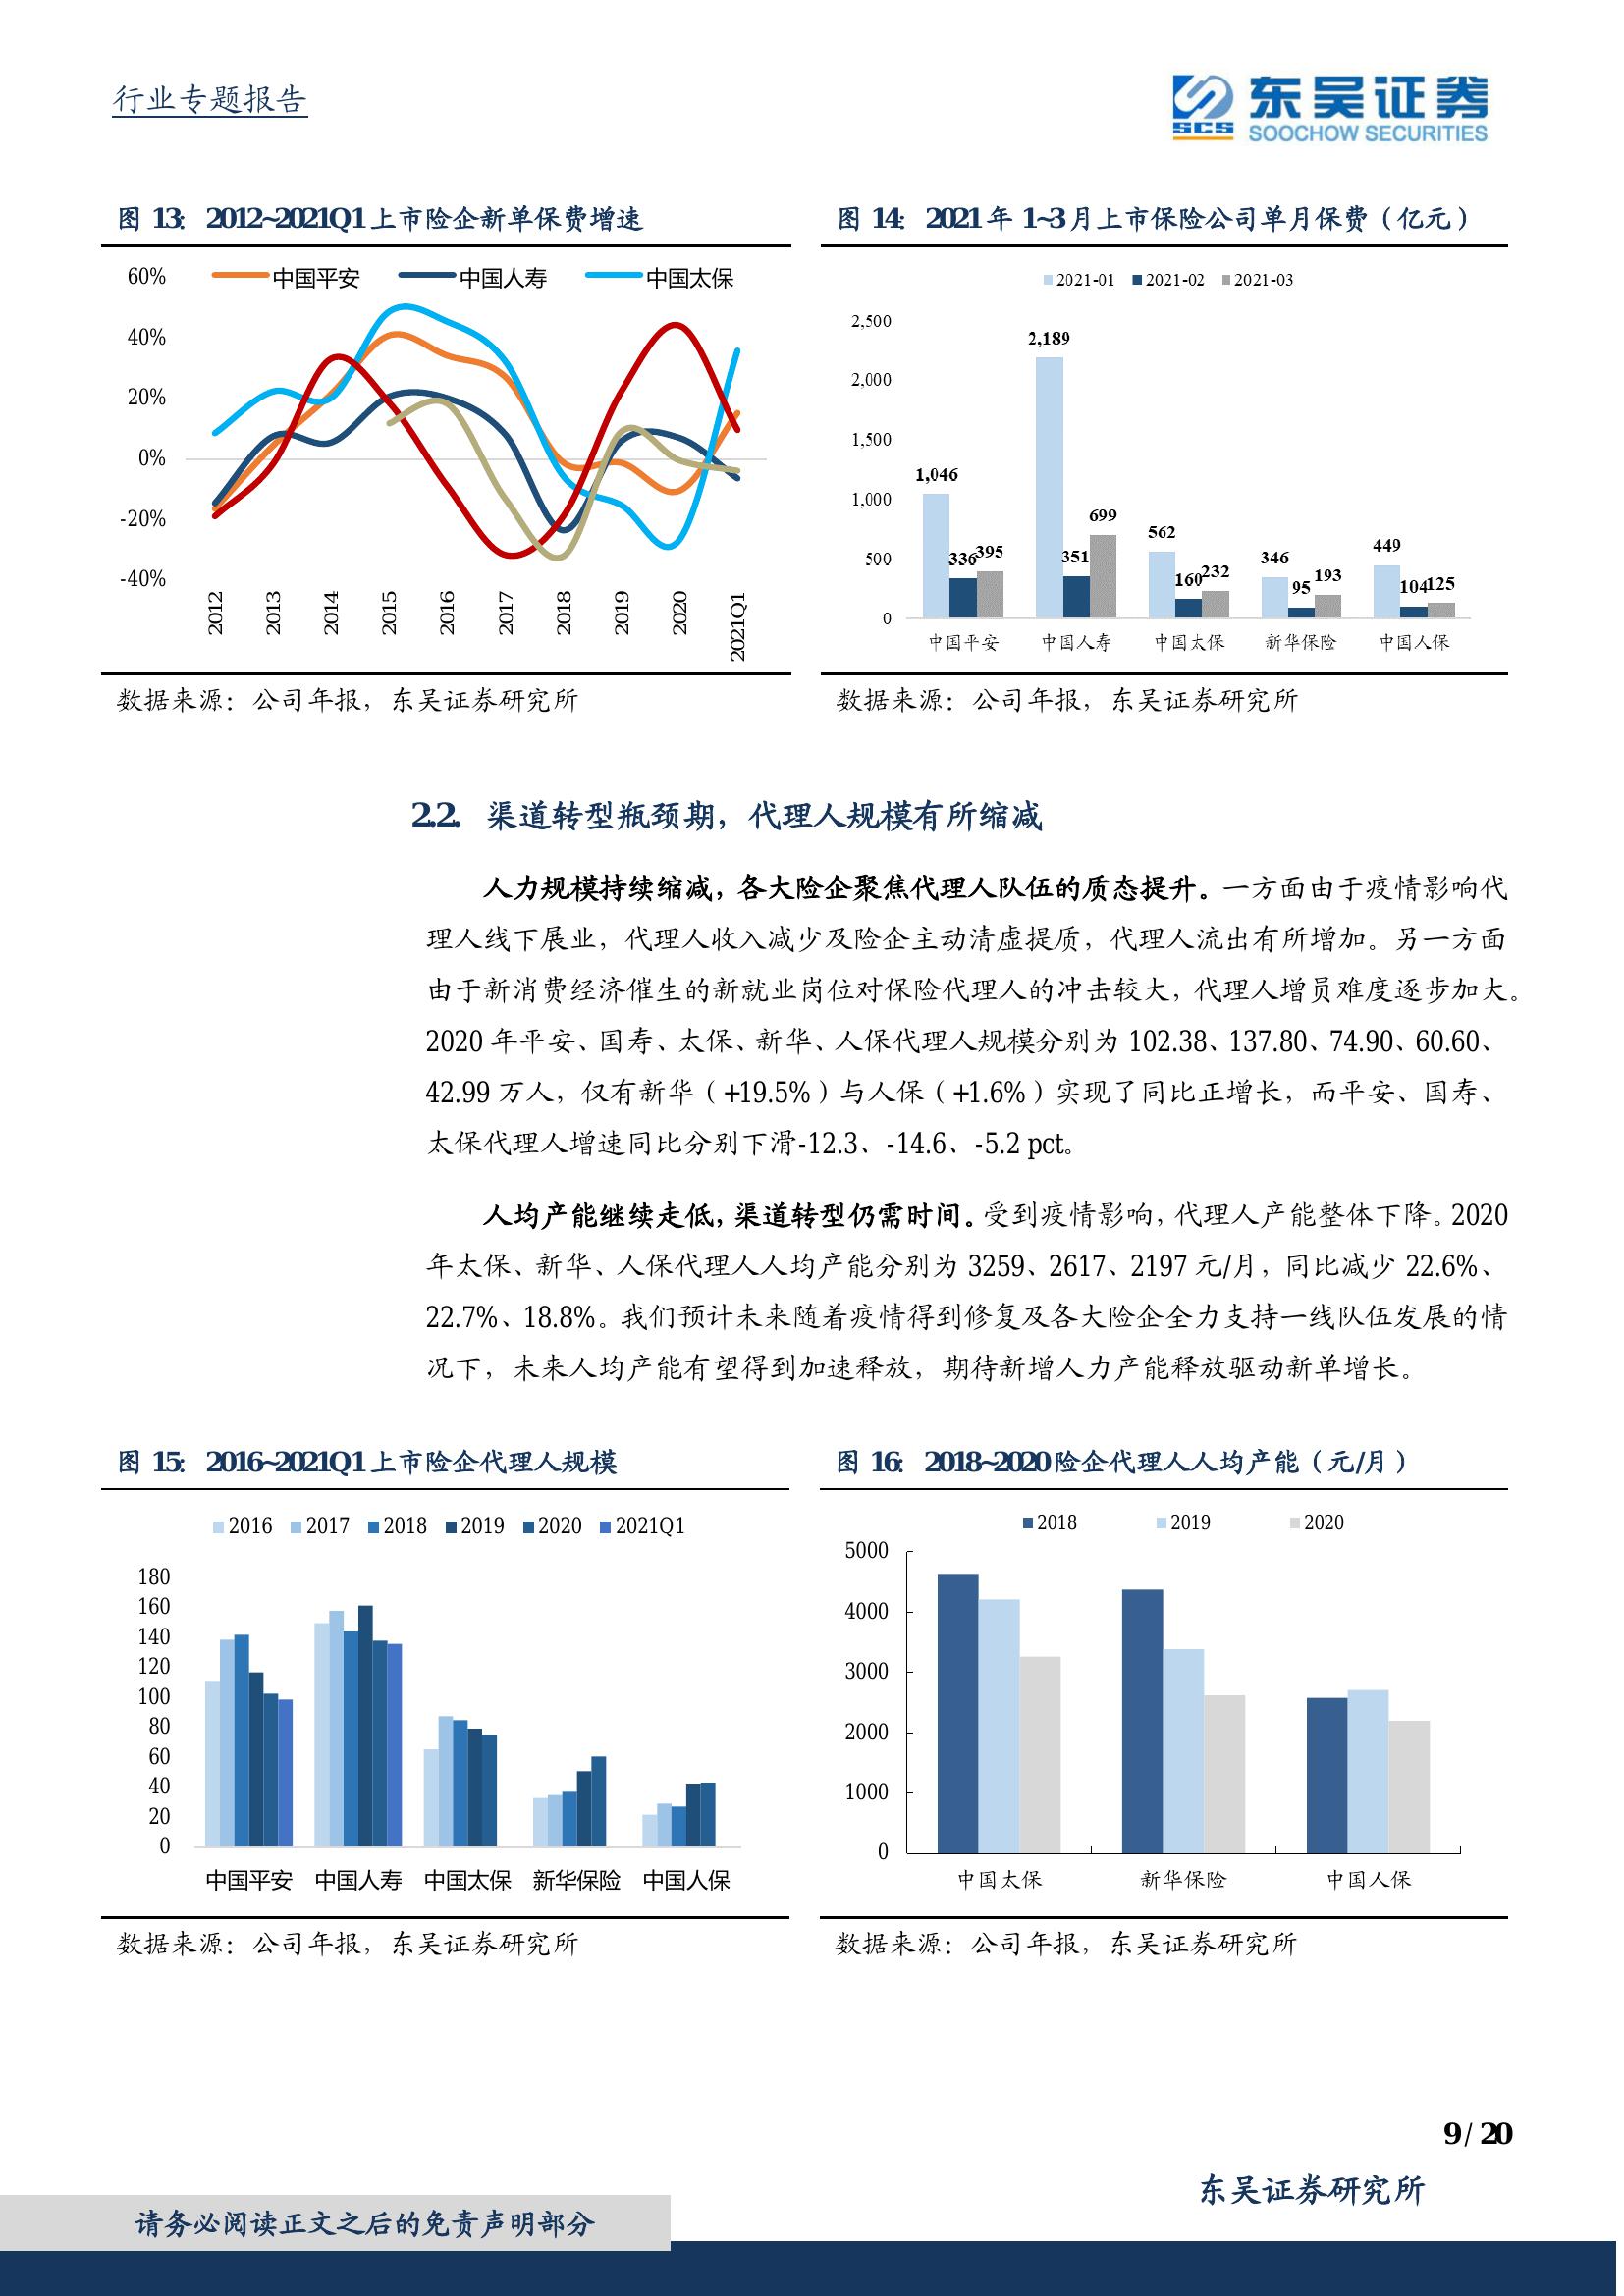 行业专题报告
东吴证券
SCS
SOOCHOW SECURITIES
图 13： 2012~2021Q1 上市险企新单保费增速
60%
40%
20%
0%
-20%
-40%
中国平安 中国人寿 中国太保
2012 2013 2014 2015 2016 2017 2018 2019 2020 2021Q1
数据来源：公司年报，东吴证券研究所
图 14： 2021 年 1~3 月上市保险公司单月保费（亿元）
2021-01 2021-02 2021-03
2,500
2,000
1,500
1,000
500
0
1,046 336 395
2,189 351 699
562 160 232
346 95 193
449 104 125
中国平安 中国人寿 中国太保 新华保险 中国人保
数据来源：公司年报，东吴证券研究所
2.2. 渠道转型瓶颈期，代理人规模有所缩减
人力规模持续缩减，各大险企聚焦代理人队伍的质态提升。一方面由于疫情影响代
理人线下展业，代理人收入减少及险企主动清虚提质，代理人流出有所增加。另一方面
由于新消费经济催生的新就业岗位对保险代理人的冲击较大，代理人增员难度逐步加大。
2020 年平安、国寿、太保、新华、人保代理人规模分别为 102.38、137.80、74.90、60.60、
42.99 万人，仅有新华（+19.5%）与人保（+1.6%）实现了同比正增长，而平安、国寿、
太保代理人增速同比分别下滑-12.3、-14.6、-5.2 pct。
人均产能继续走低，渠道转型仍需时间。受到疫情影响，代理人产能整体下降。2020
年太保、新华、人保代理人人均产能分别为 3259、2617、2197 元/月，同比减少 22.6%、
22.7%、18.8%。我们预计未来随着疫情得到修复及各大险企全力支持一线队伍发展的情
况下，未来人均产能有望得到加速释放，期待新增人力产能释放驱动新单增长。
图 15： 2016~2021Q1 上市险企代理人规模
2016 2017 2018 2019 2020 2021Q1
180
160
140
120
100
80
60
40
20
0
中国平安 中国人寿 中国太保 新华保险 中国人保
数据来源：公司年报，东吴证券研究所
图 16： 2018~2020 险企代理人人均产能（元/月）
2018 2019 2020
5000
4000
3000
2000
1000
0
中国太保 新华保险 中国人保
数据来源：公司年报，东吴证券研究所
9 / 20
东吴证券研究所
请务必阅读正文之后的免责声明部分